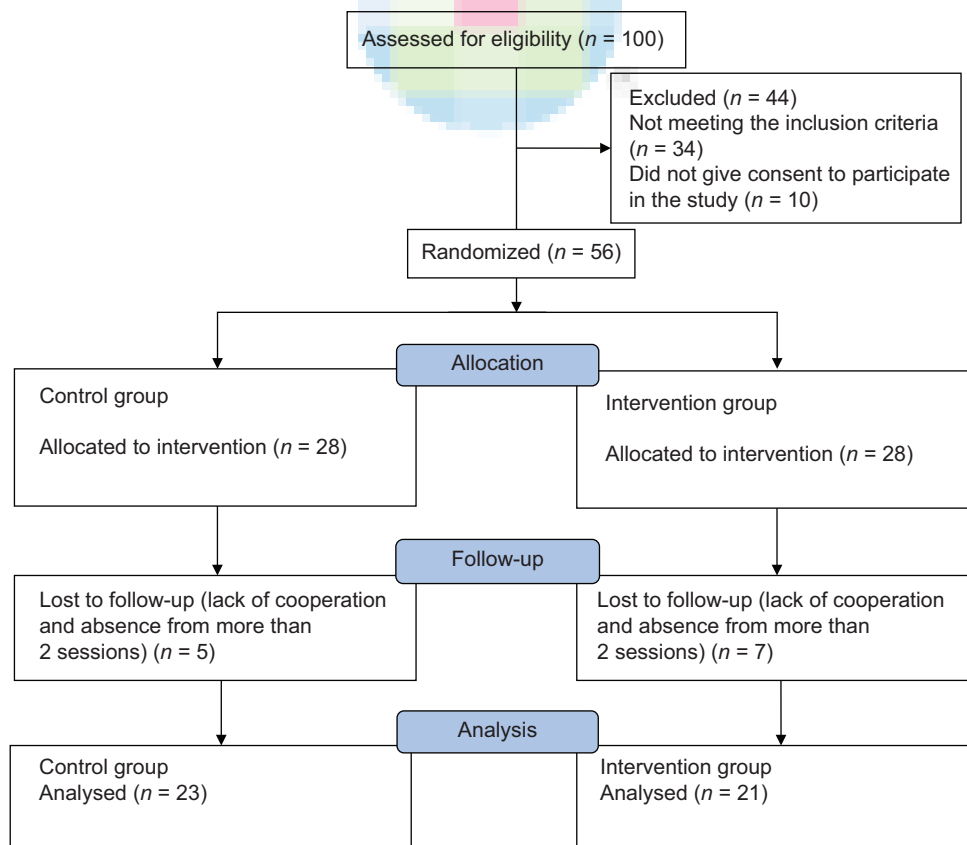 Assessed for eligibility (n = 100)
Excluded (n = 44)
Not meeting the inclusion criteria
(n = 34)
Did not give consent to participate
in the study (n = 10)
Randomized (n = 56)
Allocation
Control group
Allocated to intervention (n = 28)
Intervention group
Allocated to intervention (n = 28)
Follow-up
Lost to follow-up (lack of cooperation
and absence from more than
2 sessions) (n = 5)
Lost to follow-up (lack of cooperation
and absence from more than
2 sessions) (n = 7)
Analysis
Control group
Analysed (n = 23)
Intervention group
Analysed (n = 21)